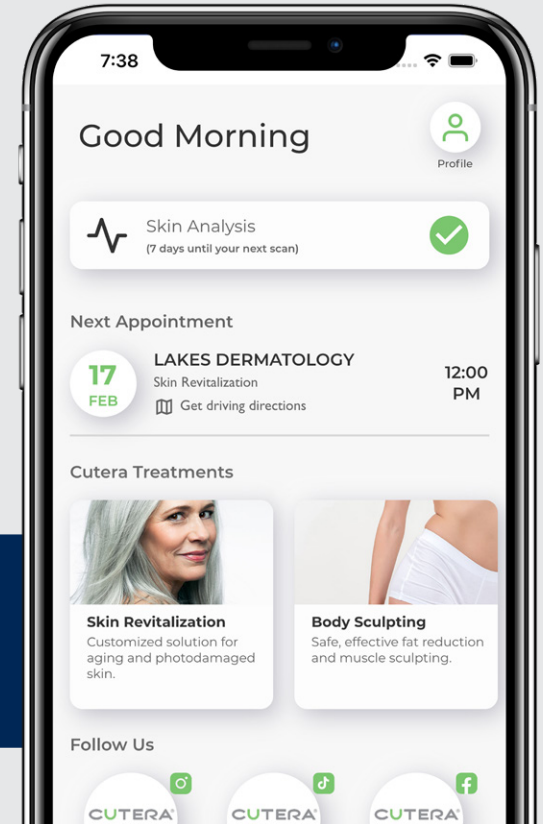 7:38
Good Morning
Profile
Skin Analysis
(7 days until your next scan)
Next Appointment
17
FEB
LAKES DERMATOLOGY
Skin Revitalization
Get driving directions
12:00
PM
Cutera Treatments
Skin Revitalization
Customized solution for
aging and photodamaged
skin.
Body Sculpting
Safe, effective fat reduction
and muscle sculpting.
Follow Us
CUTERA®
CUTERA®
CUTERA®